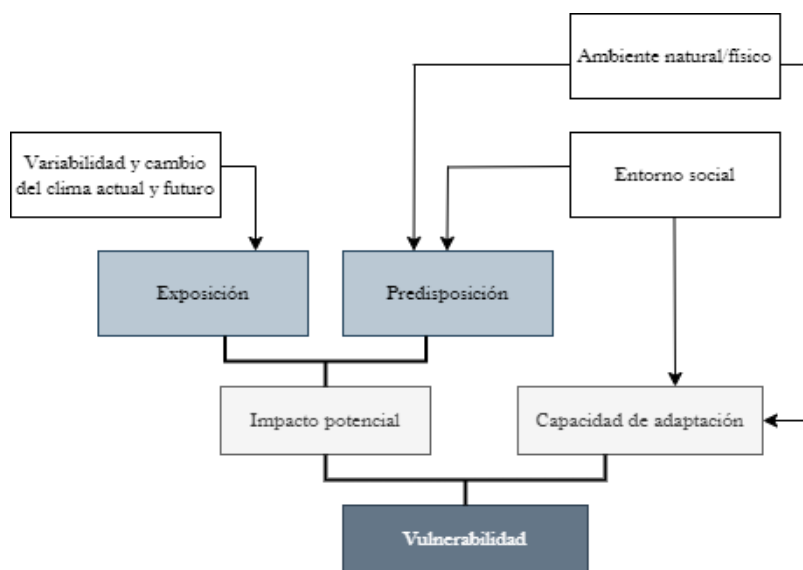 Ambiente natural/físico
Variabilidad y cambio
del clima actual y futuro
Entorno social
Exposición
Predisposición
Impacto potencial
Capacidad de adaptación
Vulnerabilidad